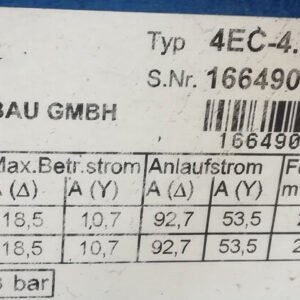 Typ 4EC-4.
S.Nr. 166490
BAU GMBH
166490
Max.Betr.strom Anlaufstrom
A (Δ) A (Y) A (Δ) A (Y)
18,5 10,7 92,7 53,5
18,5 10,7 92,7 53,5
bar